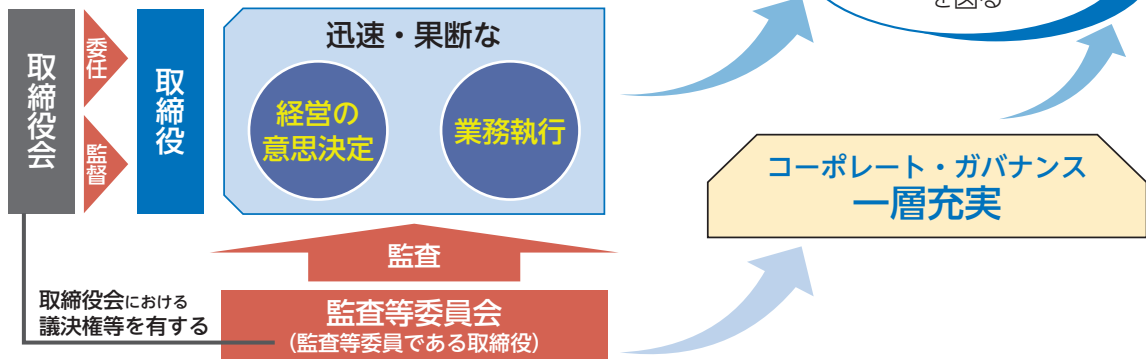 取締役会
委任
監督
取締役
迅速・果断な
経営の
意思決定
業務執行
を図る
コーポレート・ガバナンス
一層充実
監査
取締役会における
議決権等を有する
監査等委員会
(監査等委員である取締役)